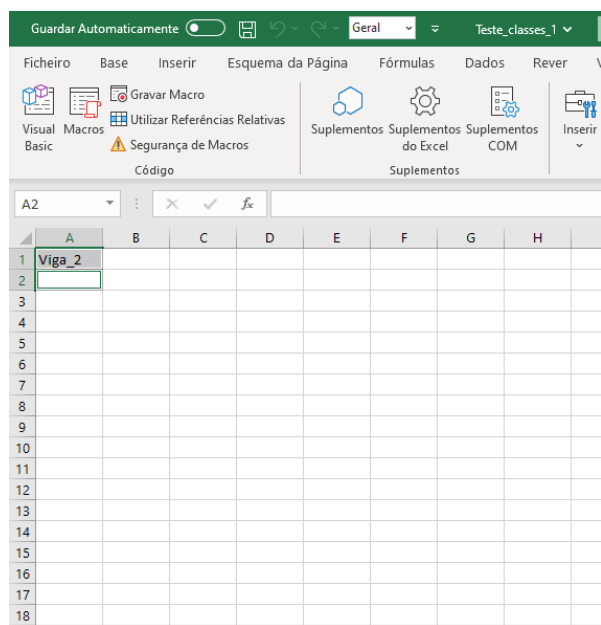 Guardar Automaticamente Geral Teste_classes_1
Ficheiro Base Inserir Esquema da Página Fórmulas Dados Rever
Visual Basic
Macros
Gravar Macro
Utilizar Referências Relativas
Segurança de Macros
Código
Suplementos
Suplementos do Excel
Suplementos COM
Suplementos
Inserir
A2 fx
A B C D E F G H
1 Viga_2
2
3
4
5
6
7
8
9
10
11
12
13
14
15
16
17
18